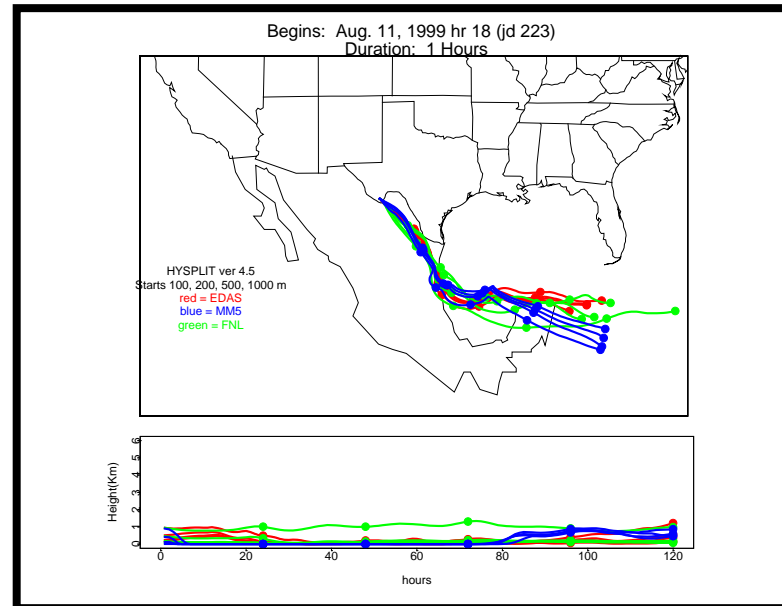 Begins:  Aug. 11, 1999 hr 18 (jd 223)
Duration:  1 Hours
HYSPLIT ver 4.5
Starts 100, 200, 500, 1000 m
red = EDAS
blue = MM5
green = FNL
Height(Km)
6
5
4
3
2
1
0
0 20 40 60 80 100 120
hours